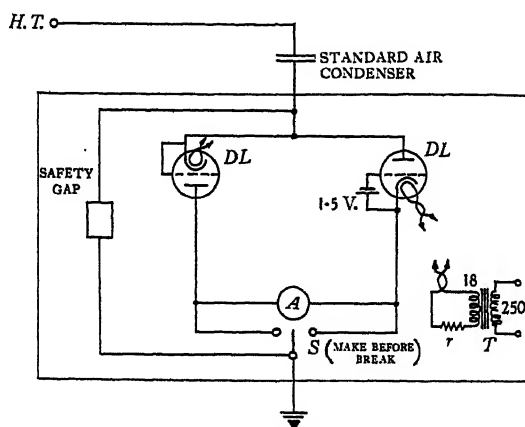 H.T.
STANDARD AIR
CONDENSER
SAFETY
GAP
DL
DL
1·5 V.
A
S (MAKE BEFORE
BREAK)
18
250
r
T